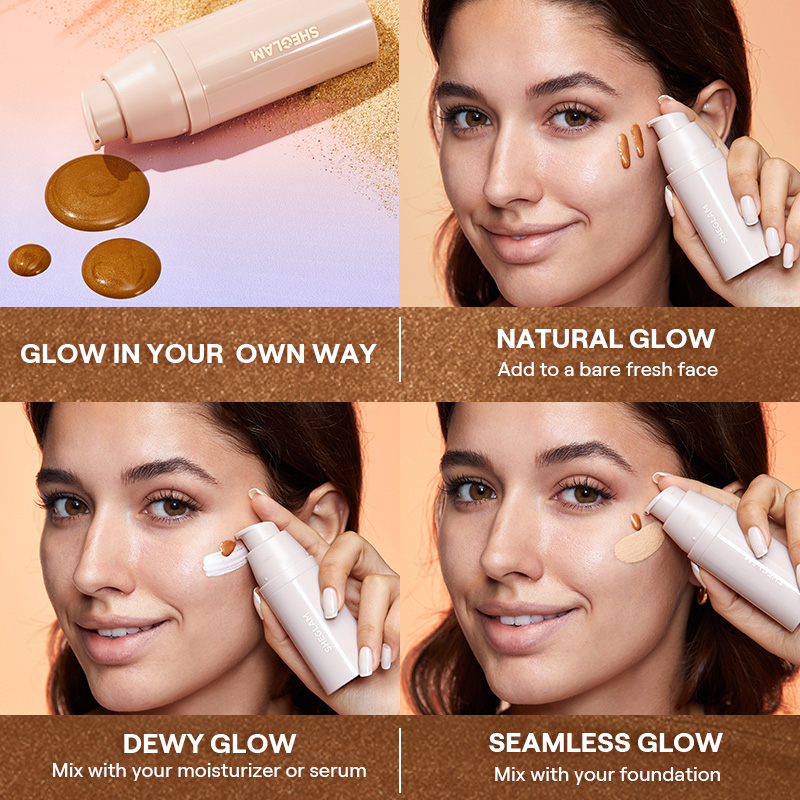 SHEGLAM
SHEGLAM
GLOW IN YOUR OWN WAY
NATURAL GLOW
Add to a bare fresh face
SHEGLAM
SHEGLAM
DEWY GLOW
Mix with your moisturizer or serum
SEAMLESS GLOW
Mix with your foundation